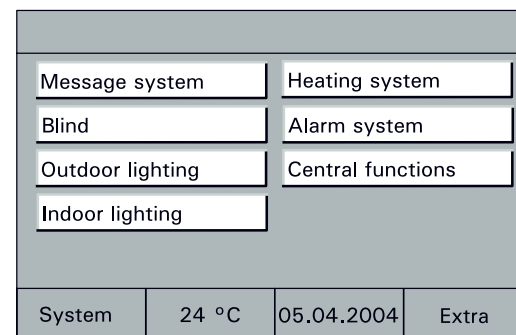 Message system
Heating system
Blind
Alarm system
Outdoor lighting
Central functions
Indoor lighting
System 24 °C 05.04.2004 Extra